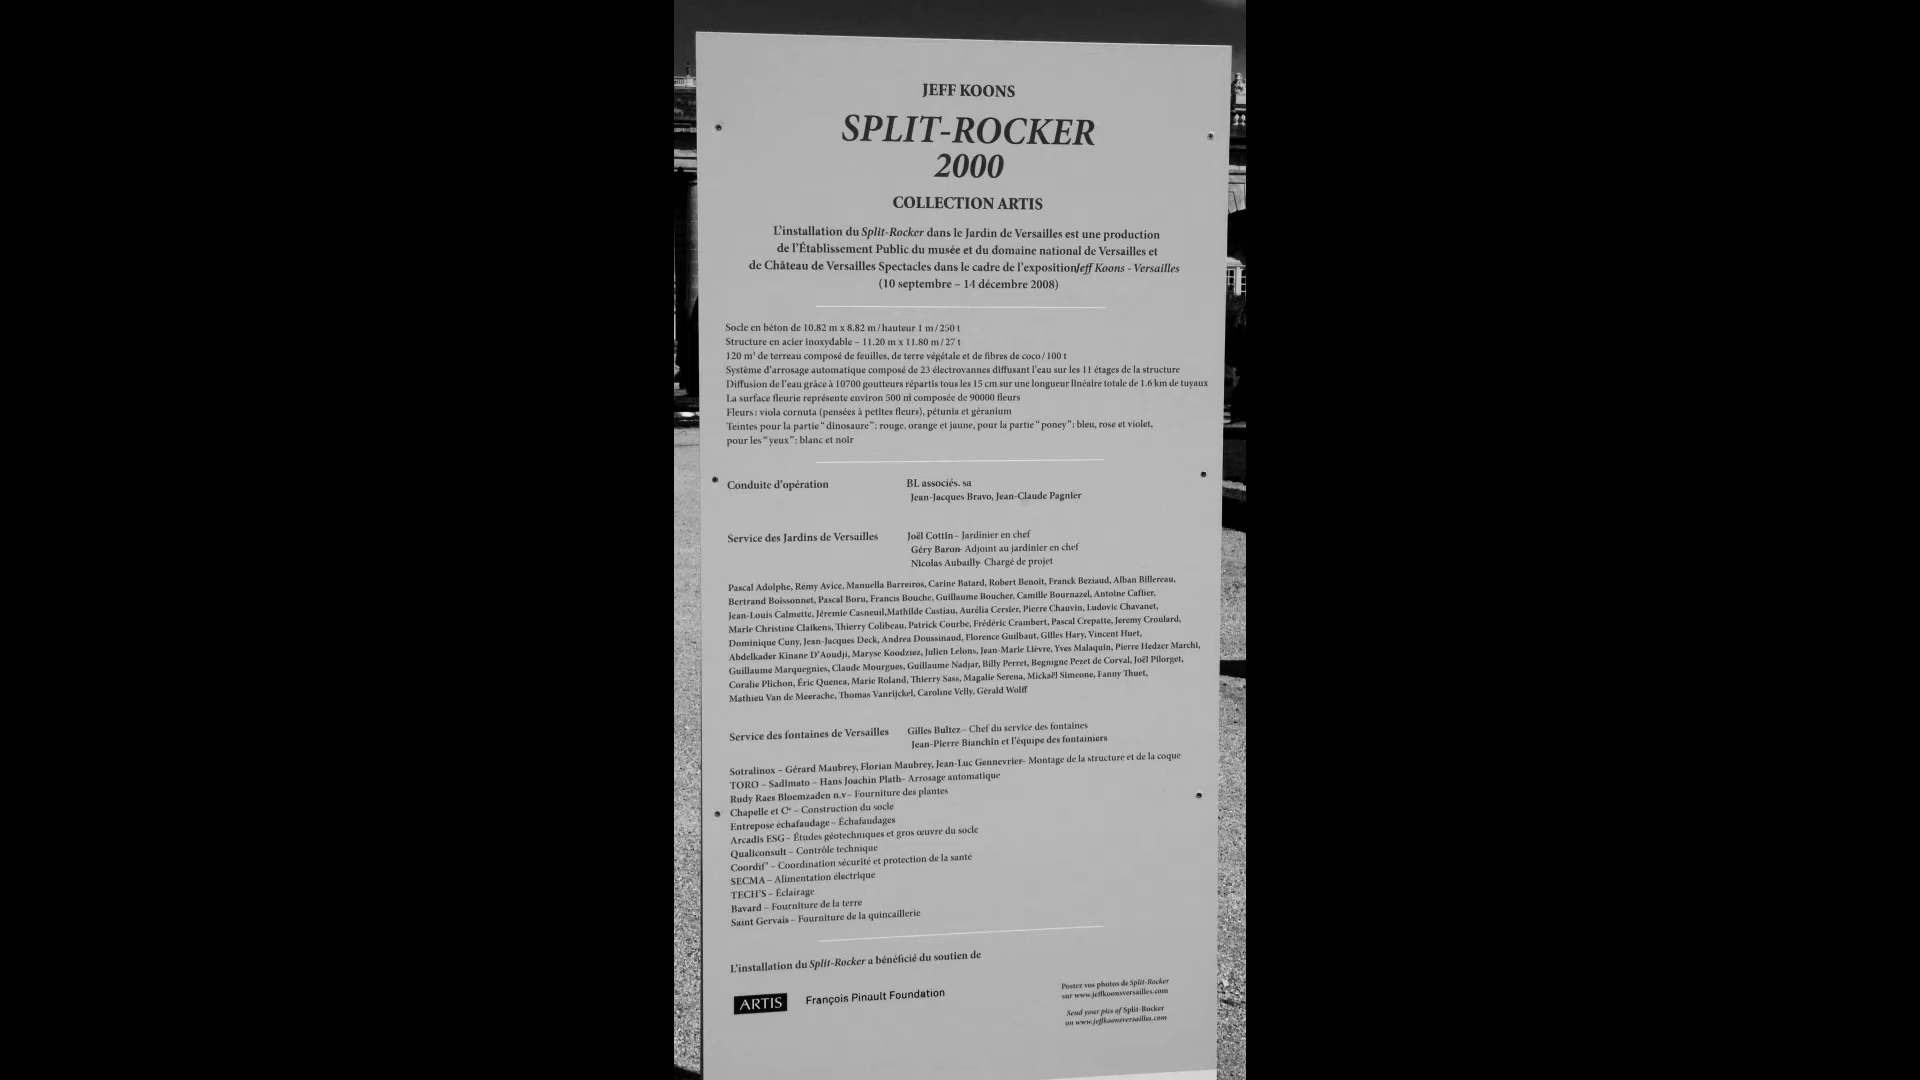 JEFF KOONS
SPLIT-ROCKER
2000
COLLECTION ARTIS
L'installation du Split-Rocker dans le Jardin de Versailles est une production
de l'Établissement Public du musée et du domaine national de Versailles et
de Château de Versailles Spectacles dans le cadre de l'exposition Jeff Koons - Versailles
(10 septembre – 14 décembre 2008)
Socle en béton de 10.82 m x 8.82 m / hauteur 1 m / 250 t
Structure en acier inoxydable – 11.20 m x 11.80 m / 27 t
120 m³ de terreau composé de feuilles, de terre végétale et de fibres de coco / 100 t
Système d'arrosage automatique composé de 23 électrovannes diffusant l'eau sur les 11 étages de la structure
Diffusion de l'eau grâce à 10700 goutteurs répartis tous les 15 cm sur une longueur linéaire totale de 1.6 km de tuyaux
La surface fleurie représente environ 500 m² composée de 90000 fleurs
Fleurs : viola cornuta (pensées à petites fleurs), pétunia et géranium
Teintes pour la partie "dinosaure" : rouge, orange et jaune, pour la partie "poney" : bleu, rose et violet,
pour les "yeux" : blanc et noir
Conduite d'opération BL associés. sa
Jean-Jacques Bravo, Jean-Claude Pagnier
Service des Jardins de Versailles Joël Cottin – Jardinier en chef
Géry Baron- Adjoint au jardinier en chef
Nicolas Aubailly- Chargé de projet
Pascal Adolphe, Rémy Avice, Manuella Barreiros, Carine Batard, Robert Benoit, Franck Beziaud, Alban Billereau,
Bertrand Boissonnet, Pascal Boru, Francis Bouche, Guillaume Boucher, Camille Bournazel, Antoine Caffier,
Jean-Louis Calmette, Jéremie Casneuil,Mathilde Castiau, Aurélia Cersier, Pierre Chauvin, Ludovic Chavanet,
Marie Christine Claikens, Thierry Colibeau, Patrick Courbe, Frédéric Crambert, Pascal Crepatte, Jeremy Croulard,
Dominique Cuny, Jean-Jacques Deck, Andrea Doussinaud, Florence Guilbaut, Gilles Hary, Vincent Huet,
Abdelkader Kinane D'Aoudji, Maryse Koodziez, Julien Lelons, Jean-Marie Lièvre, Yves Malaquin, Pierre Hedzer Marchi,
Guillaume Marquegnies, Claude Mourgues, Guillaume Nadjar, Billy Perret, Begnigne Pezet de Corval, Joël Pilorget,
Coralie Plichon, Éric Quenea, Marie Roland, Thierry Sass, Magalie Serena, Mickaël Simeone, Fanny Thuet,
Mathieu Van de Meerache, Thomas Vanrijckel, Caroline Velly, Gérald Wolff
Service des fontaines de Versailles Gilles Bultez – Chef du service des fontaines
Jean-Pierre Bianchin et l'équipe des fontainiers
Sotralinox – Gérard Maubrey, Florian Maubrey, Jean-Luc Gennevrier- Montage de la structure et de la coque
TORO – Sadimato – Hans Joachin Plath– Arrosage automatique
Rudy Raes Bloemzaden n.v – Fourniture des plantes
Chapelle et Cie – Construction du socle
Entrepose échafaudage – Échafaudages
Arcadis ESG – Études géotechniques et gros œuvre du socle
Qualiconsult – Contrôle technique
Coordif' – Coordination sécurité et protection de la santé
SECMA – Alimentation électrique
TECH'S – Éclairage
Bavard – Fourniture de la terre
Saint Gervais – Fourniture de la quincaillerie
L'installation du Split-Rocker a bénéficié du soutien de
ARTIS François Pinault Foundation
Postez vos photos de Split-Rocker
sur www.jeffkoonsversailles.com
Send your pics of Split-Rocker
on www.jeffkoonsversailles.com